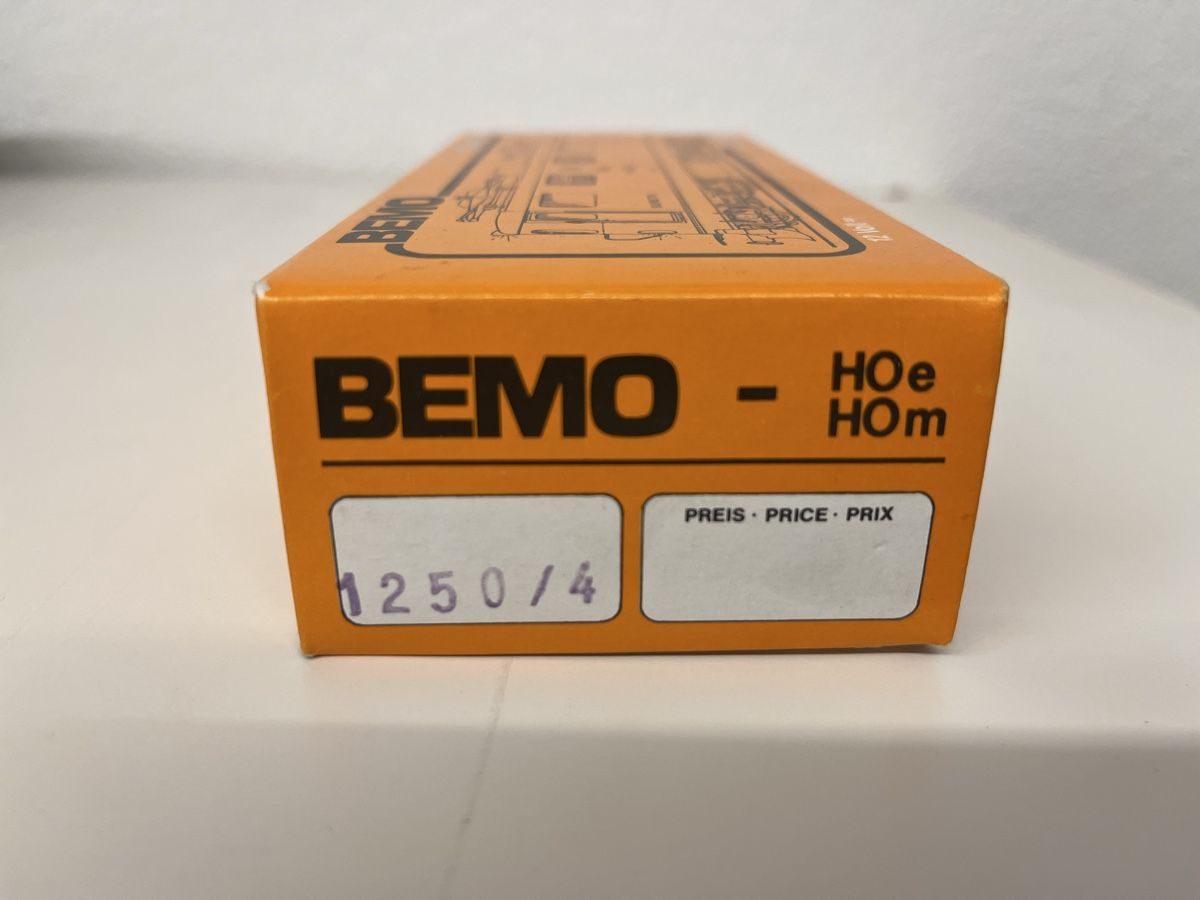 BEMO
BEMO - HOe
HOm
1250/4
PREIS · PRICE · PRIX